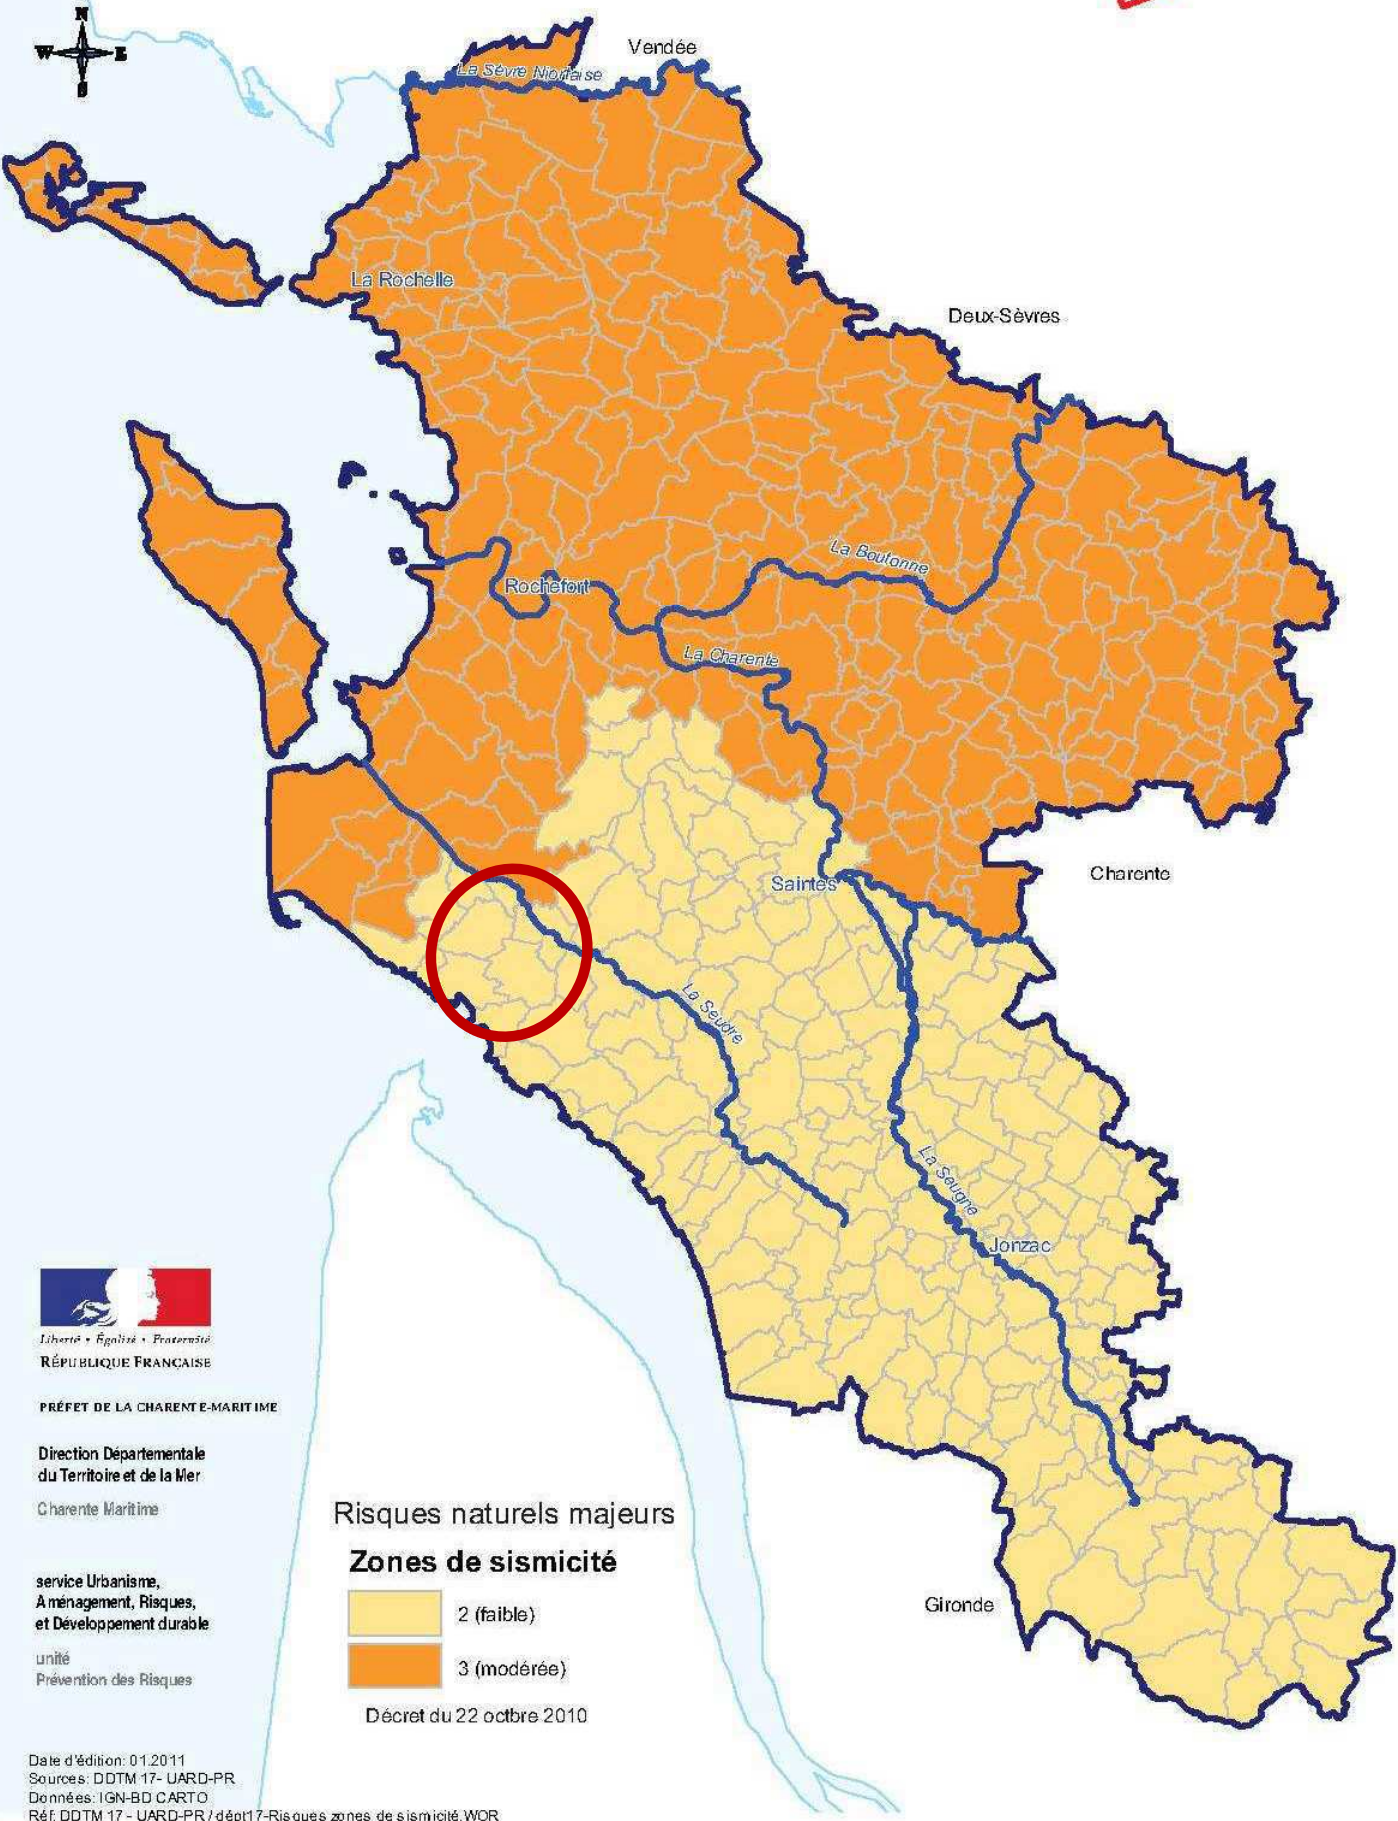 N
W E
S
Vendée
La Sèvre Niortaise
La Rochelle
Deux-Sèvres
La Boutonne
Rochefort
La Charente
Charente
Saintes
La Seudre
La Seugne
Jonzac
Gironde
Liberté • Égalité • Fraternité
RÉPUBLIQUE FRANÇAISE
PRÉFET DE LA CHARENTE-MARITIME
Direction Départementale
du Territoire et de la Mer
Charente Maritime
service Urbanisme,
Aménagement, Risques,
et Développement durable
unité
Prévention des Risques
Risques naturels majeurs
Zones de sismicité
2 (faible)
3 (modérée)
Décret du 22 octbre 2010
Date d'édition: 01.2011
Sources: DDTM 17- UARD-PR
Données: IGN-BD CARTO
Réf: DDTM 17 - UARD-PR / dépt17-Risques zones de sismicité.WOR